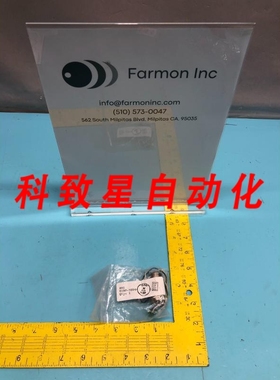 Farmon Inc
info@farmoninc.com
(510) 573-0047
582 South Milpitas Blvd. Milpitas CA. 95035
科致星自动化